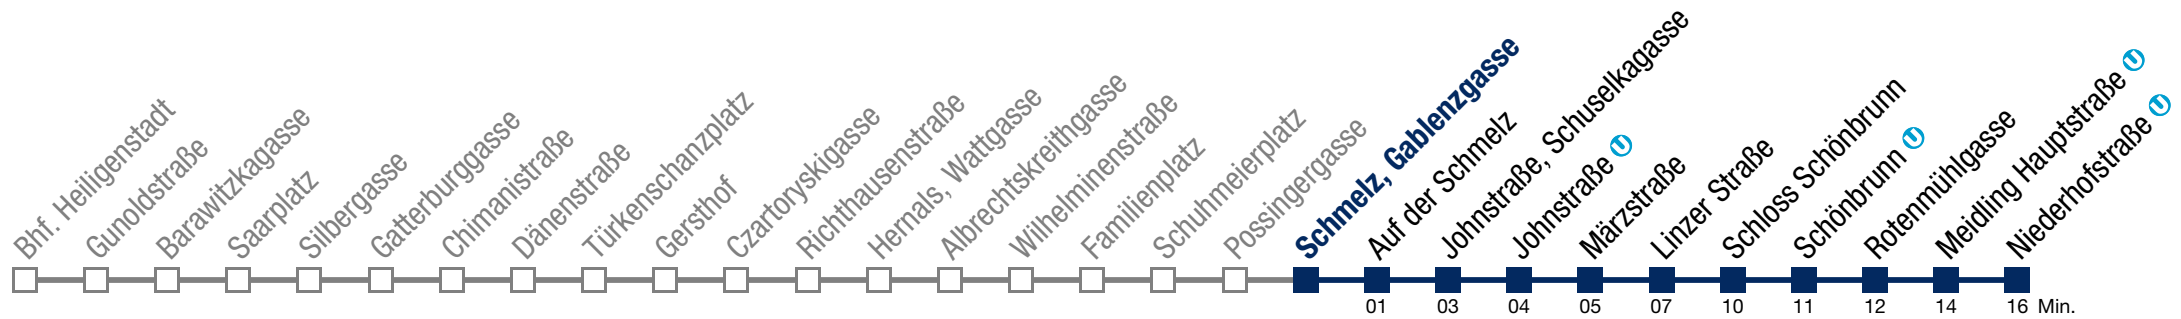 Bhf. Heiligenstadt
Gunoldstraße
Barawitzkagasse
Saarplatz
Silbergasse
Gatterburggasse
Chimanistraße
Dänenstraße
Türkenschanzplatz
Gersthof
Czartoryskigasse
Richthausenstraße
Hernals, Wattgasse
Albrechtskreithgasse
Wilhelminenstraße
Familienplatz
Schuhmeierplatz
Possingergasse
Schmelz, Gablenzgasse
Auf der Schmelz
Johnstraße, Schuselkagasse
Johnstraße U
Märzstraße
Linzer Straße
Schloss Schönbrunn
Schönbrunn U
Rotenmühlgasse
Meidling Hauptstraße U
Niederhofstraße U
01 03 04 05 07 10 11 12 14 16 Min.